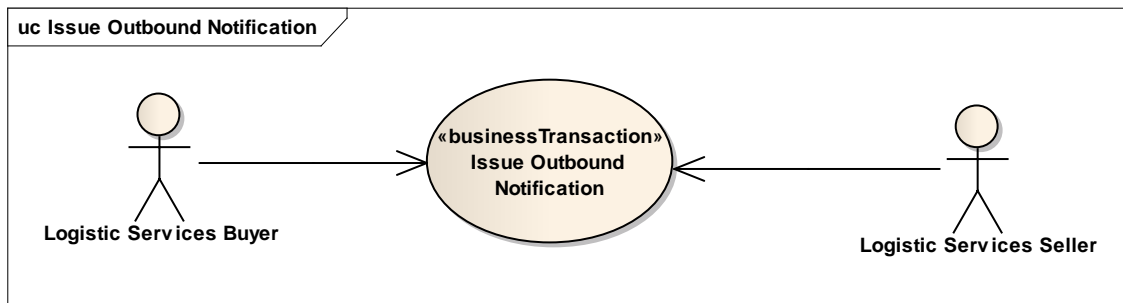 uc Issue Outbound Notification
«businessTransaction»
Issue Outbound
Notification
Logistic Services Buyer
Logistic Services Seller